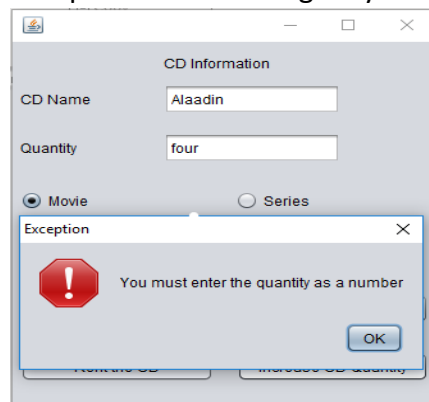 CD Information
CD Name Alaadin
Quantity four
Movie Series
Exception
You must enter the quantity as a number
OK